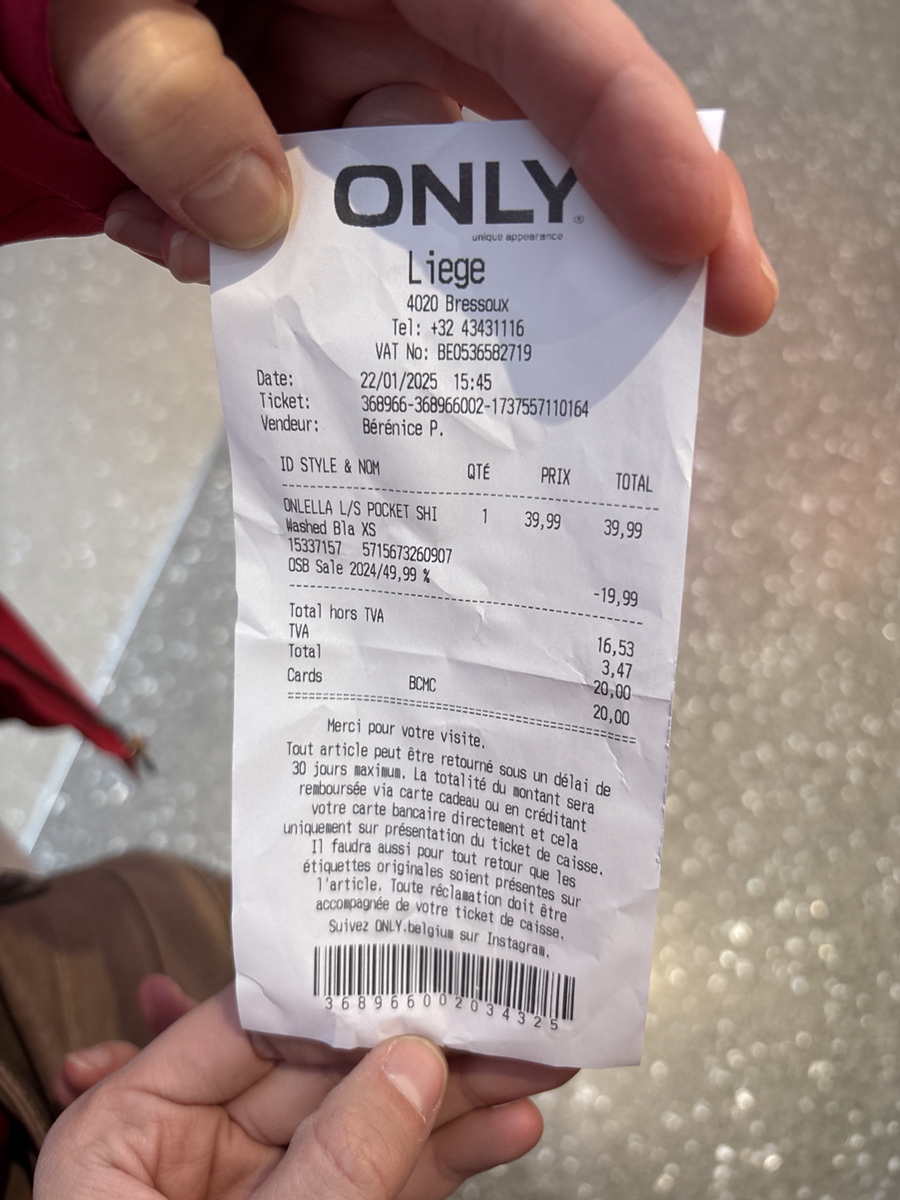 ONLY®
unique appearance
Liege
4020 Bressoux
Tel: +32 43431116
VAT No: BE0536582719
Date: 22/01/2025 15:45
Ticket: 368966-368966002-1737557110164
Vendeur: Bérénice P.
ID STYLE & NOM QTÉ PRIX TOTAL
ONLELLA L/S POCKET SHI 1 39,99 39,99
Washed Bla XS
15337157 5715673260907
OSB Sale 2024/49,99 % -19,99
Total hors TVA 16,53
TVA 3,47
Total 20,00
Cards BCMC 20,00
Merci pour votre visite.
Tout article peut être retourné sous un délai de
30 jours maximum. La totalité du montant sera
remboursée via carte cadeau ou en créditant
votre carte bancaire directement et cela
uniquement sur présentation du ticket de caisse.
Il faudra aussi pour tout retour que les
étiquettes originales soient présentes sur
l'article. Toute réclamation doit être
accompagnée de votre ticket de caisse.
Suivez ONLY.belgium sur Instagram.
368966002034325